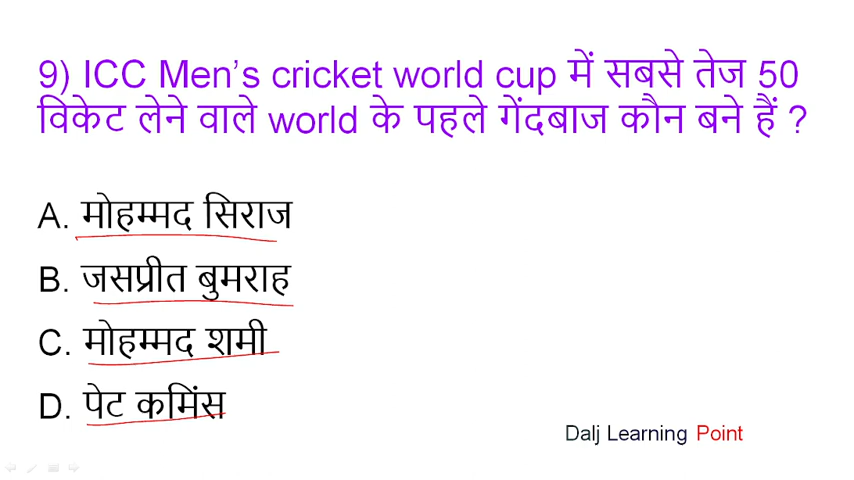 9) ICC Men’s cricket world cup में सबसे तेज 50
विकेट लेने वाले world के पहले गेंदबाज कौन बने हैं ?
A. मोहम्मद सिराज
B. जसप्रीत बुमराह
C. मोहम्मद शमी
D. पेट कमिंस
Dalj Learning Point